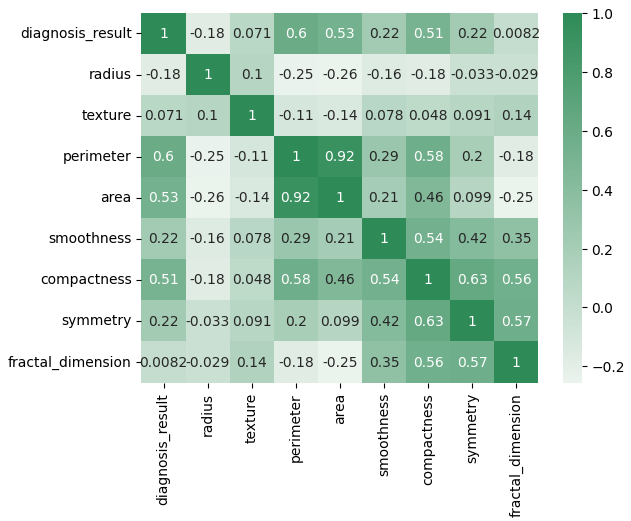 diagnosis_result 1 -0.18 0.071 0.6 0.53 0.22 0.51 0.22 0.0082
radius -0.18 1 0.1 -0.25 -0.26 -0.16 -0.18 -0.033 -0.029
texture 0.071 0.1 1 -0.11 -0.14 0.078 0.048 0.091 0.14
perimeter 0.6 -0.25 -0.11 1 0.92 0.29 0.58 0.2 -0.18
area 0.53 -0.26 -0.14 0.92 1 0.21 0.46 0.099 -0.25
smoothness 0.22 -0.16 0.078 0.29 0.21 1 0.54 0.42 0.35
compactness 0.51 -0.18 0.048 0.58 0.46 0.54 1 0.63 0.56
symmetry 0.22 -0.033 0.091 0.2 0.099 0.42 0.63 1 0.57
fractal_dimension 0.0082 -0.029 0.14 -0.18 -0.25 0.35 0.56 0.57 1
diagnosis_result
radius
texture
perimeter
area
smoothness
compactness
symmetry
fractal_dimension
1.0
0.8
0.6
0.4
0.2
0.0
−0.2